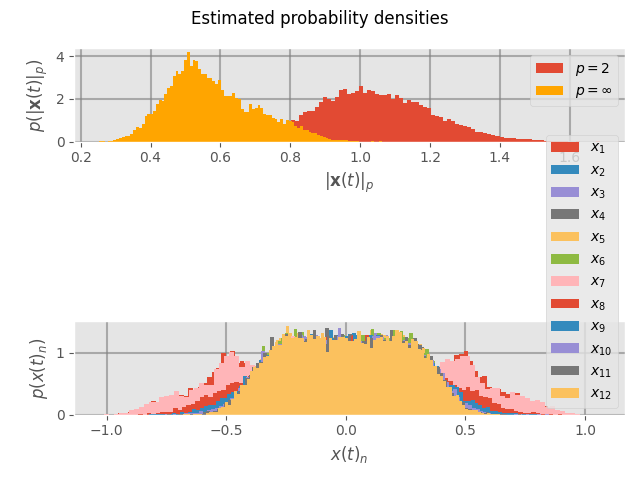 Estimated probability densities
p(|x(t)|ₚ)
4
2
0
0.2 0.4 0.6 0.8 1.0 1.2 1.4 1.6
|x(t)|ₚ
p = 2
p = ∞
x₁
x₂
x₃
x₄
x₅
x₆
x₇
x₈
x₉
x₁₀
x₁₁
x₁₂
p(x(t)ₙ)
1
0
−1.0 −0.5 0.0 0.5 1.0
x(t)ₙ